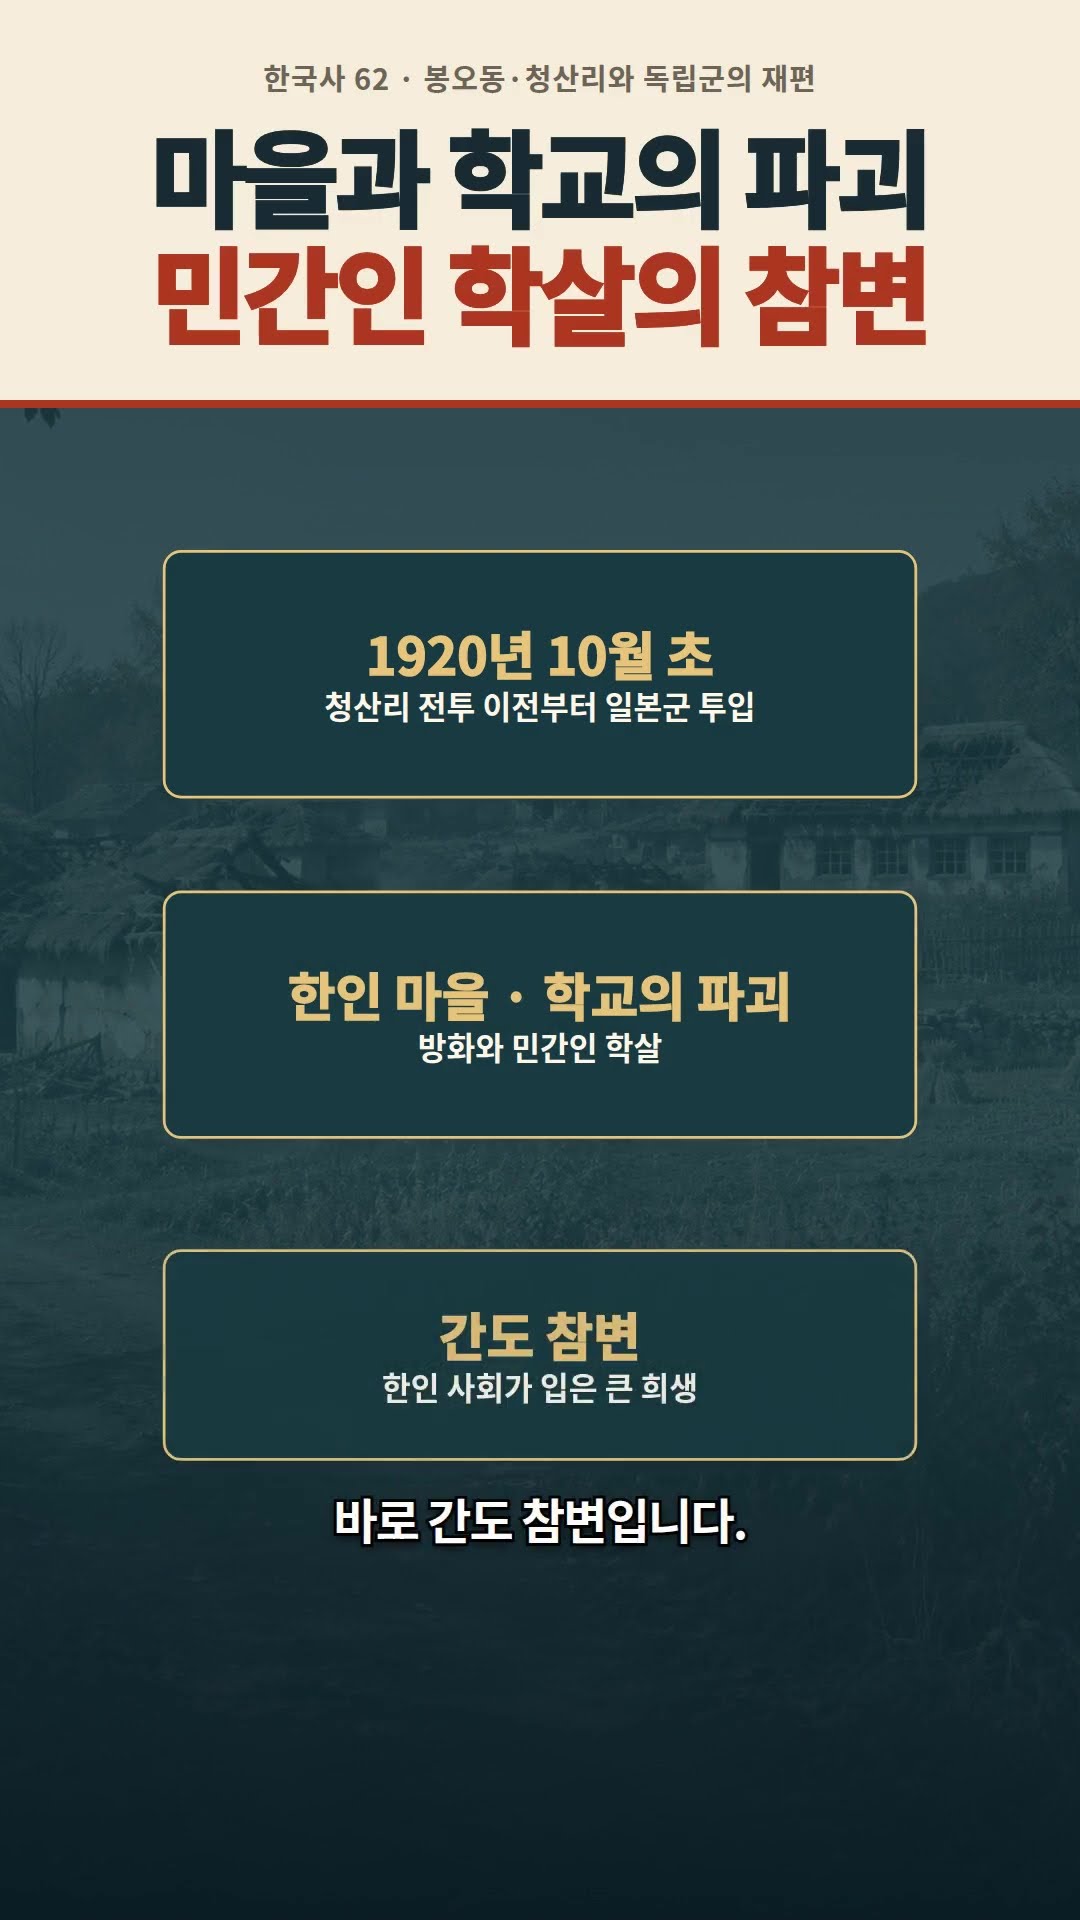 한국사 62 · 봉오동·청산리와 독립군의 재편
마을과 학교의 파괴
민간인 학살의 참변
1920년 10월 초
청산리 전투 이전부터 일본군 투입
한인 마을 · 학교의 파괴
방화와 민간인 학살
간도 참변
한인 사회가 입은 큰 희생
바로 간도 참변입니다.